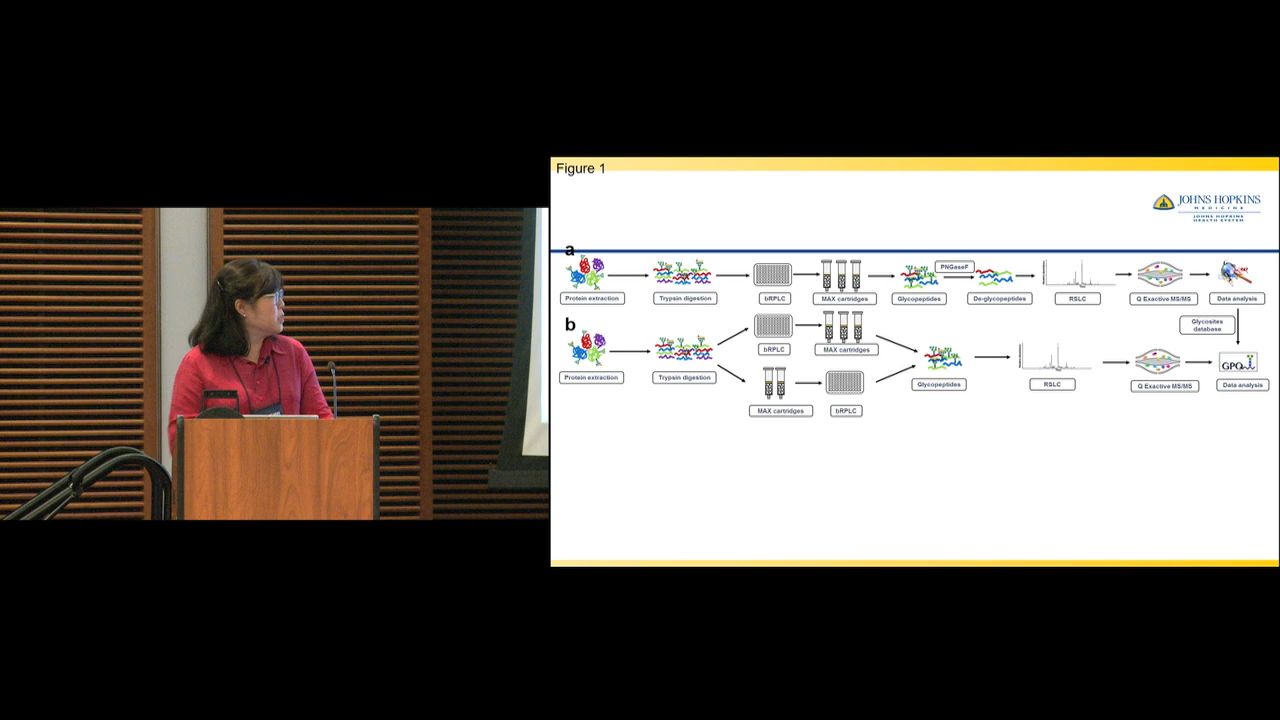 Figure 1
JOHNS HOPKINS
MEDICINE
JOHNS HOPKINS
HEALTH SYSTEM
a
PNGaseF
Protein extraction
Trypsin digestion
bRPLC
MAX cartridges
Glycopeptides
De-glycopeptides
RSLC
Q Exactive MS/MS
Data analysis
Glycosites
database
b
bRPLC
MAX cartridges
GPQ
Protein extraction
Trypsin digestion
Glycopeptides
RSLC
Q Exactive MS/MS
Data analysis
MAX cartridges
bRPLC